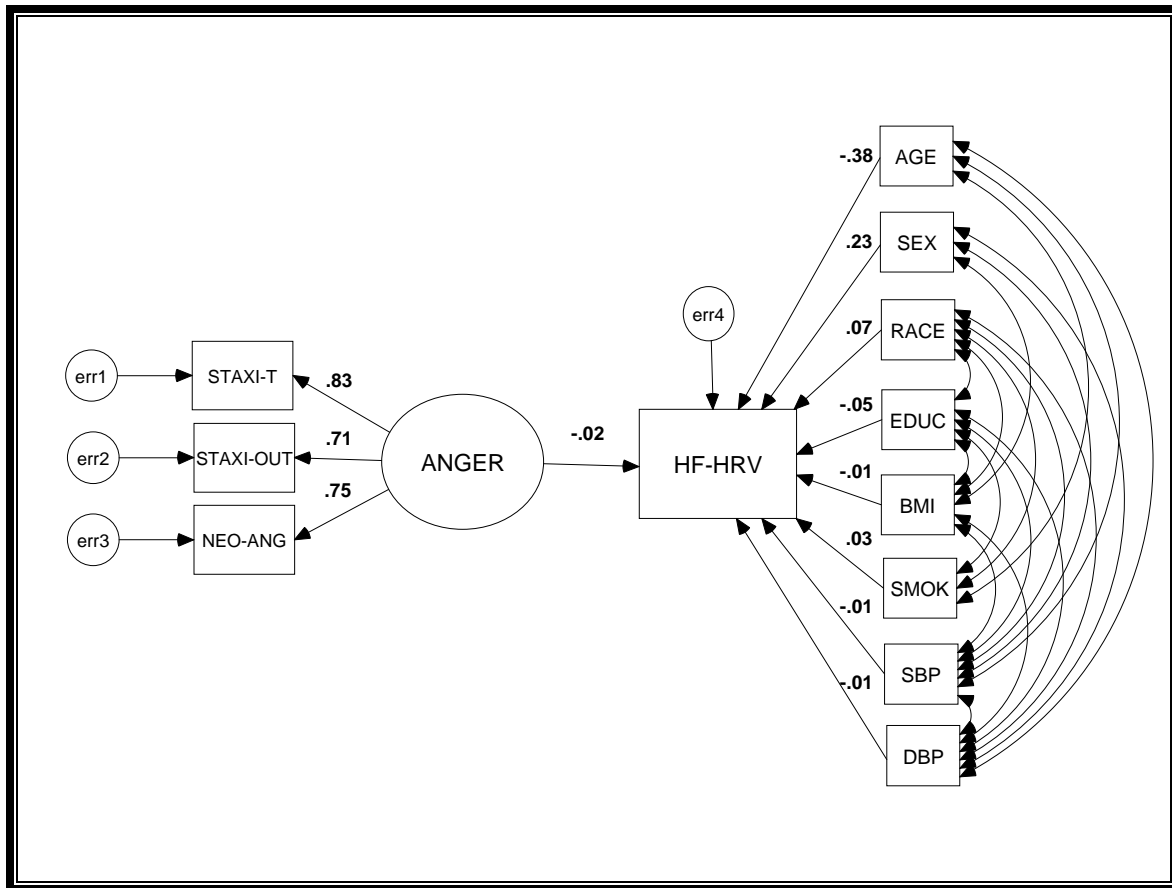 -.38
AGE
.23
SEX
err4
.07
RACE
err1
STAXI-T
.83
-.05
EDUC
err2
STAXI-OUT
.71
ANGER
-.02
HF-HRV
-.01
BMI
.75
err3
NEO-ANG
.03
SMOK
-.01
SBP
-.01
DBP